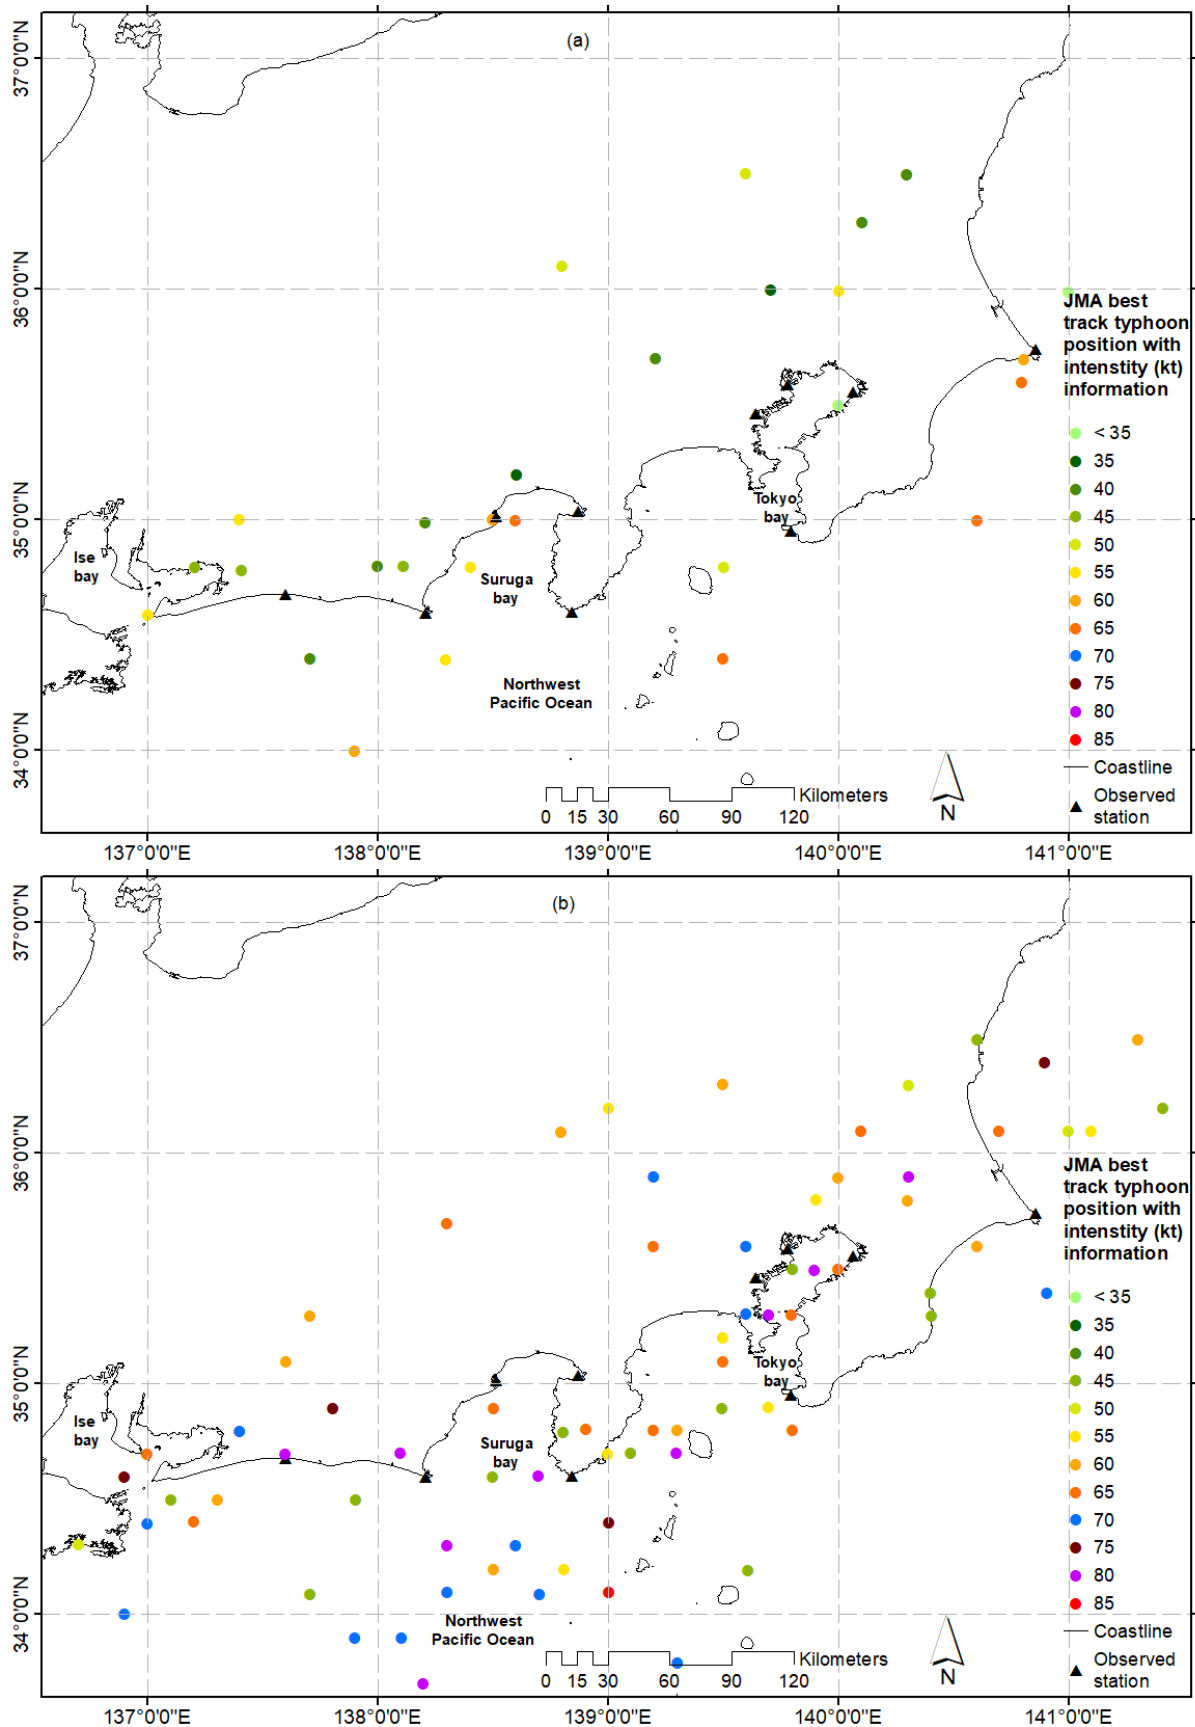 (a)
37°0'0"N
36°0'0"N
35°0'0"N
34°0'0"N
JMA best
track typhoon
position with
intenstity (kt)
information
< 35
35
40
45
50
55
60
65
70
75
80
85
Coastline
Observed
station
Ise
bay
Suruga
bay
Tokyo
bay
Northwest
Pacific Ocean
Kilometers
0 15 30 60 90 120
N
137°0'0"E 138°0'0"E 139°0'0"E 140°0'0"E 141°0'0"E
(b)
37°0'0"N
36°0'0"N
35°0'0"N
34°0'0"N
JMA best
track typhoon
position with
intenstity (kt)
information
< 35
35
40
45
50
55
60
65
70
75
80
85
Coastline
Observed
station
Ise
bay
Suruga
bay
Tokyo
bay
Northwest
Pacific Ocean
Kilometers
0 15 30 60 90 120
N
137°0'0"E 138°0'0"E 139°0'0"E 140°0'0"E 141°0'0"E